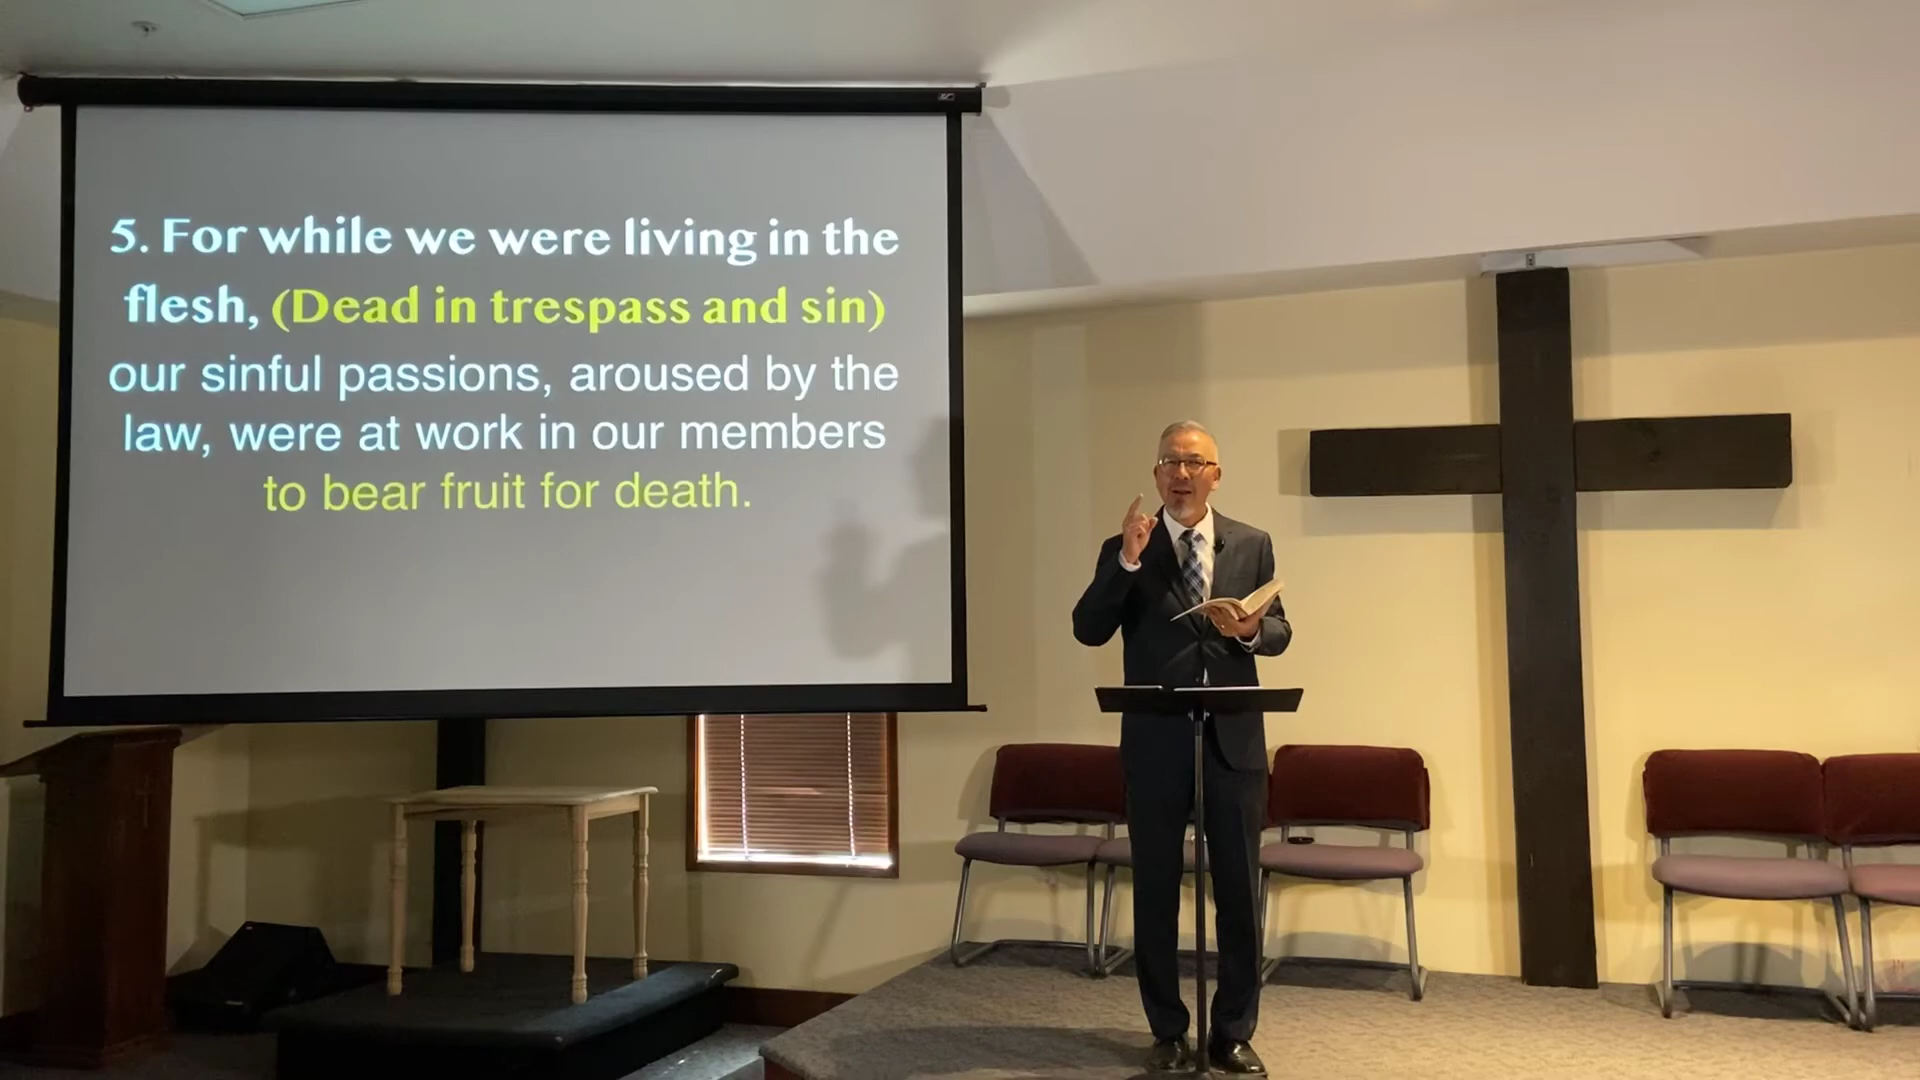 5. For while we were living in the
flesh, (Dead in trespass and sin)
our sinful passions, aroused by the
law, were at work in our members
to bear fruit for death.